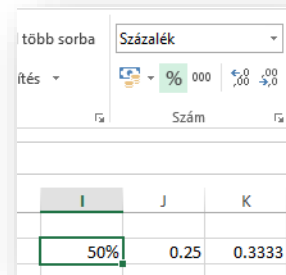 több sorba Százalék
ítés % 000 ←0 ,00 ,00 →,0
Szám
I J K
50% 0.25 0.3333